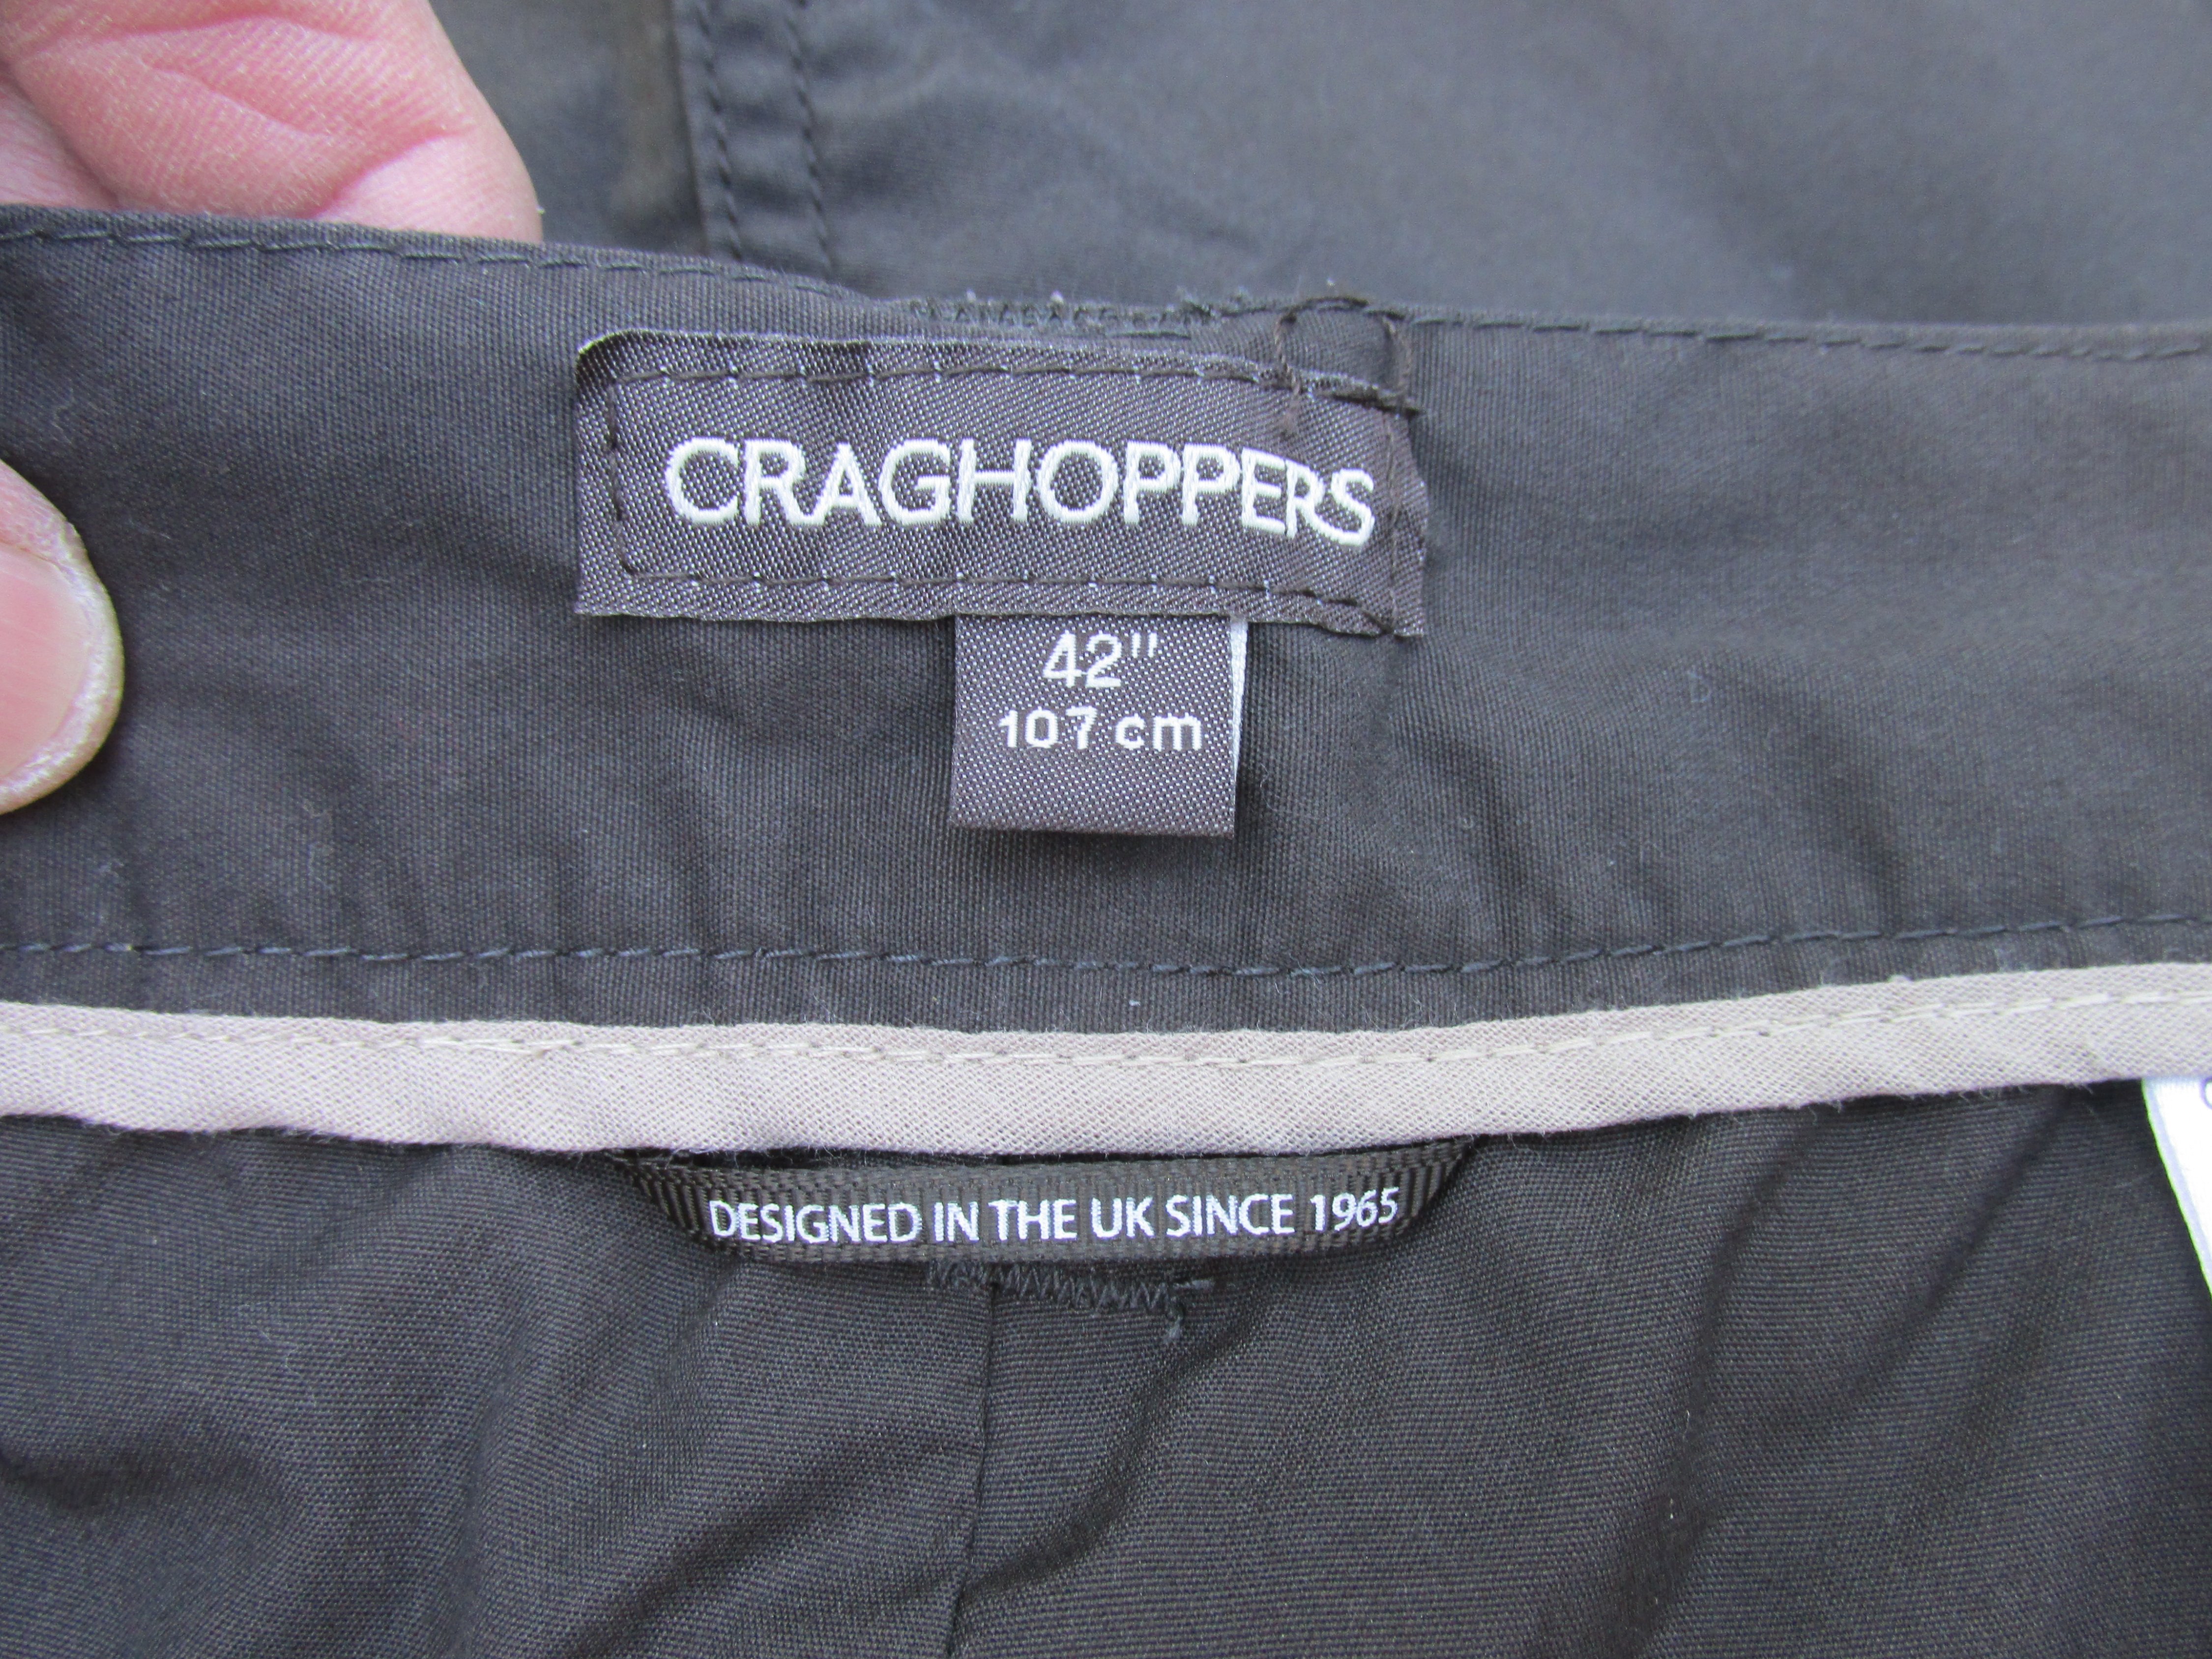 CRAGHOPPERS
42"
107 cm
DESIGNED IN THE UK SINCE 1965